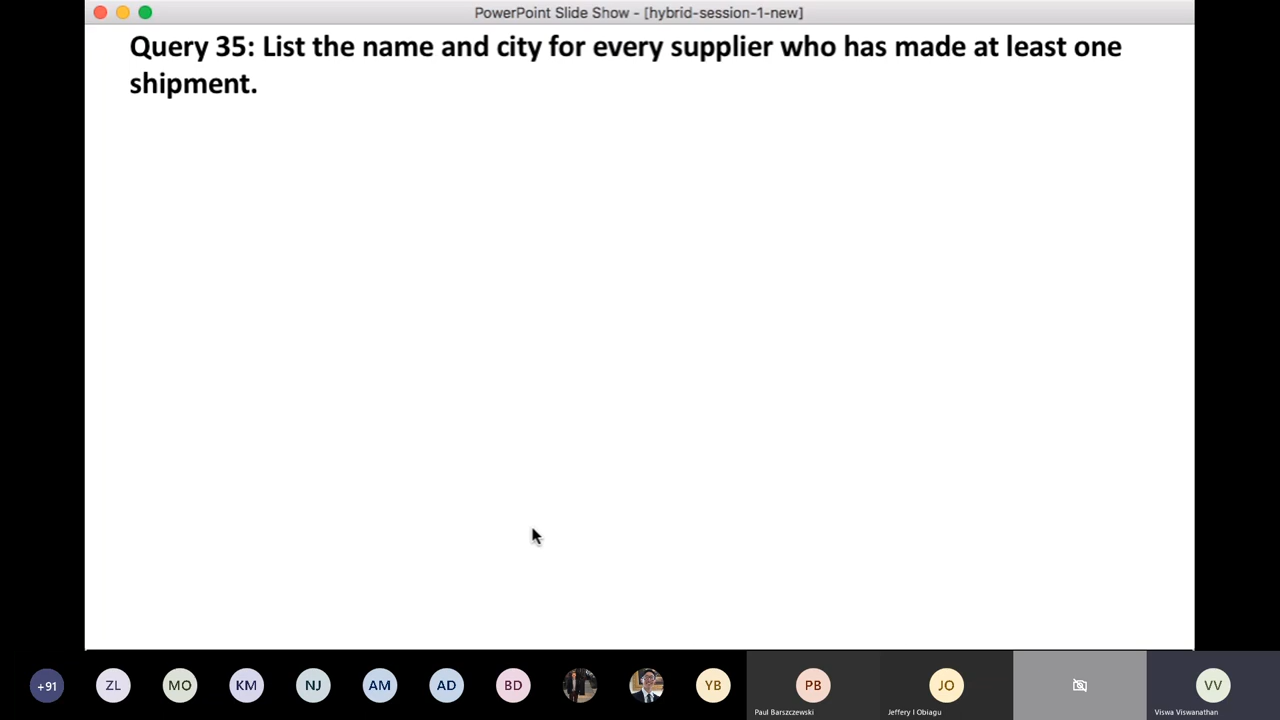 PowerPoint Slide Show - [hybrid-session-1-new]
Query 35: List the name and city for every supplier who has made at least one
shipment.
+91
ZL
MO
KM
NJ
AM
AD
BD
YB
PB
JO
VV
Paul Barszczewski
Jeffery I Obiagu
Viswa Viswanathan